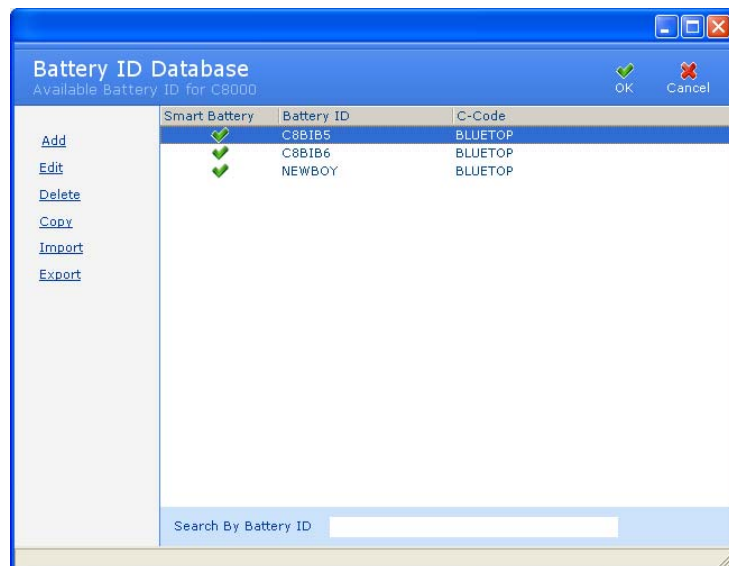 Battery ID Database
Available Battery ID for C8000
OK
Cancel
Add
Edit
Delete
Copy
Import
Export
Smart Battery Battery ID C-Code
C8BIB5 BLUETOP
C8BIB6 BLUETOP
NEWBOY BLUETOP
Search By Battery ID